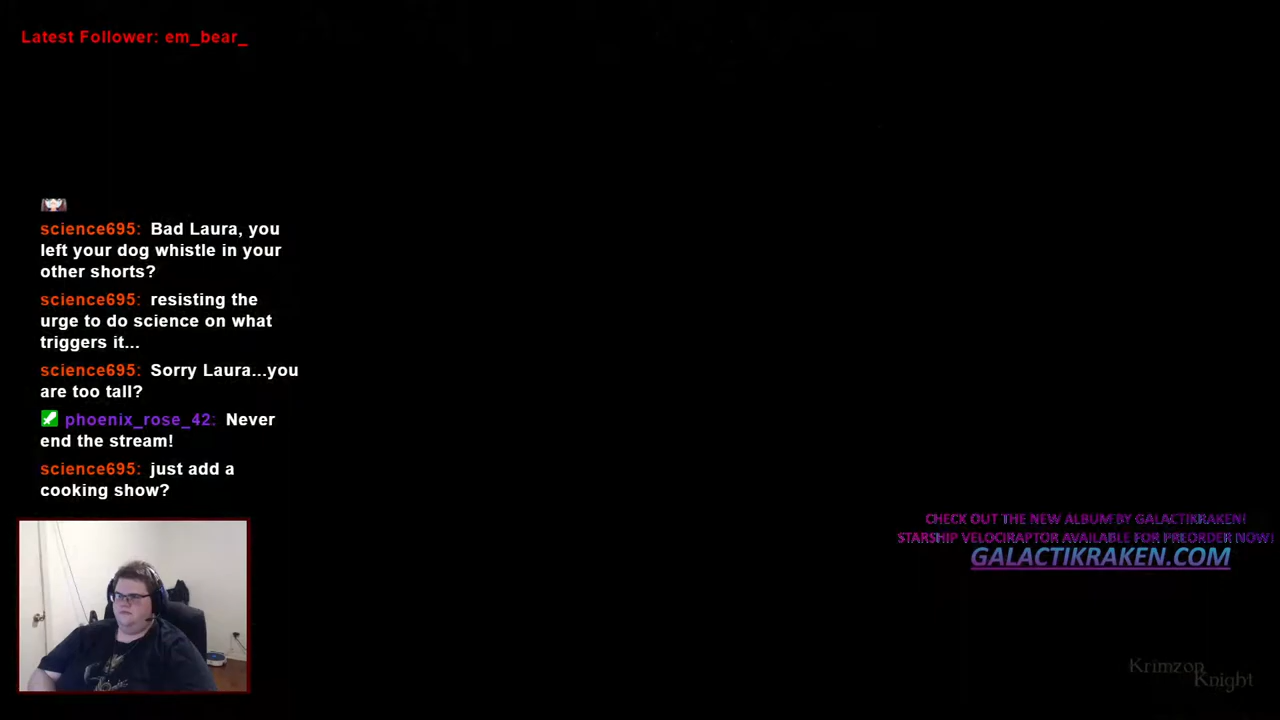 Latest Follower: em_bear_
science695: Bad Laura, you
left your dog whistle in your
other shorts?
science695: resisting the
urge to do science on what
triggers it...
science695: Sorry Laura...you
are too tall?
phoenix_rose_42: Never
end the stream!
science695: just add a
cooking show?
CHECK OUT THE NEW ALBUM BY GALACTIKRAKEN!
STARSHIP VELOCIRAPTOR AVAILABLE FOR PREORDER NOW!
GALACTIKRAKEN.COM
Krimzon
Knight